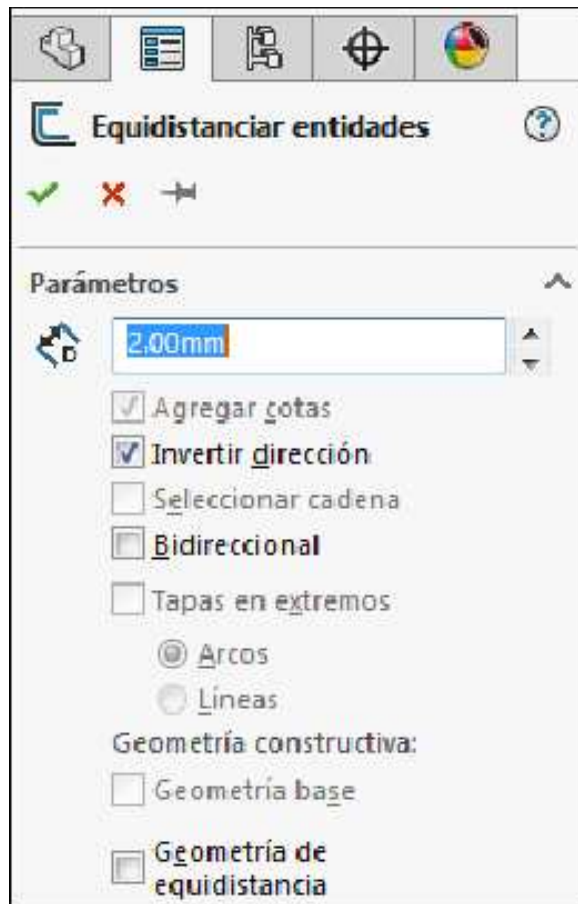 Equidistanciar entidades
Parámetros
D
2.00mm
Agregar cotas
Invertir dirección
Seleccionar cadena
Bidireccional
Tapas en extremos
Arcos
Líneas
Geometría constructiva:
Geometría base
Geometría de
equidistancia